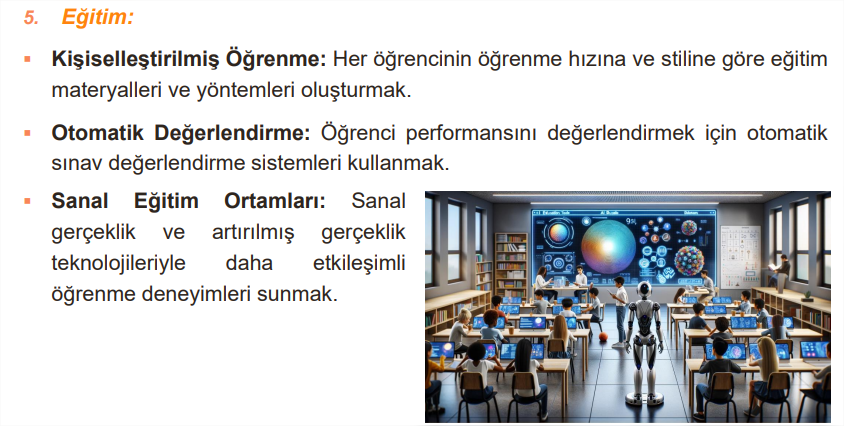 5. Eğitim:
▪ Kişiselleştirilmiş Öğrenme: Her öğrencinin öğrenme hızına ve stiline göre eğitim
materyalleri ve yöntemleri oluşturmak.
▪ Otomatik Değerlendirme: Öğrenci performansını değerlendirmek için otomatik
sınav değerlendirme sistemleri kullanmak.
▪ Sanal Eğitim Ortamları: Sanal
gerçeklik ve artırılmış gerçeklik
teknolojileriyle daha etkileşimli
öğrenme deneyimleri sunmak.